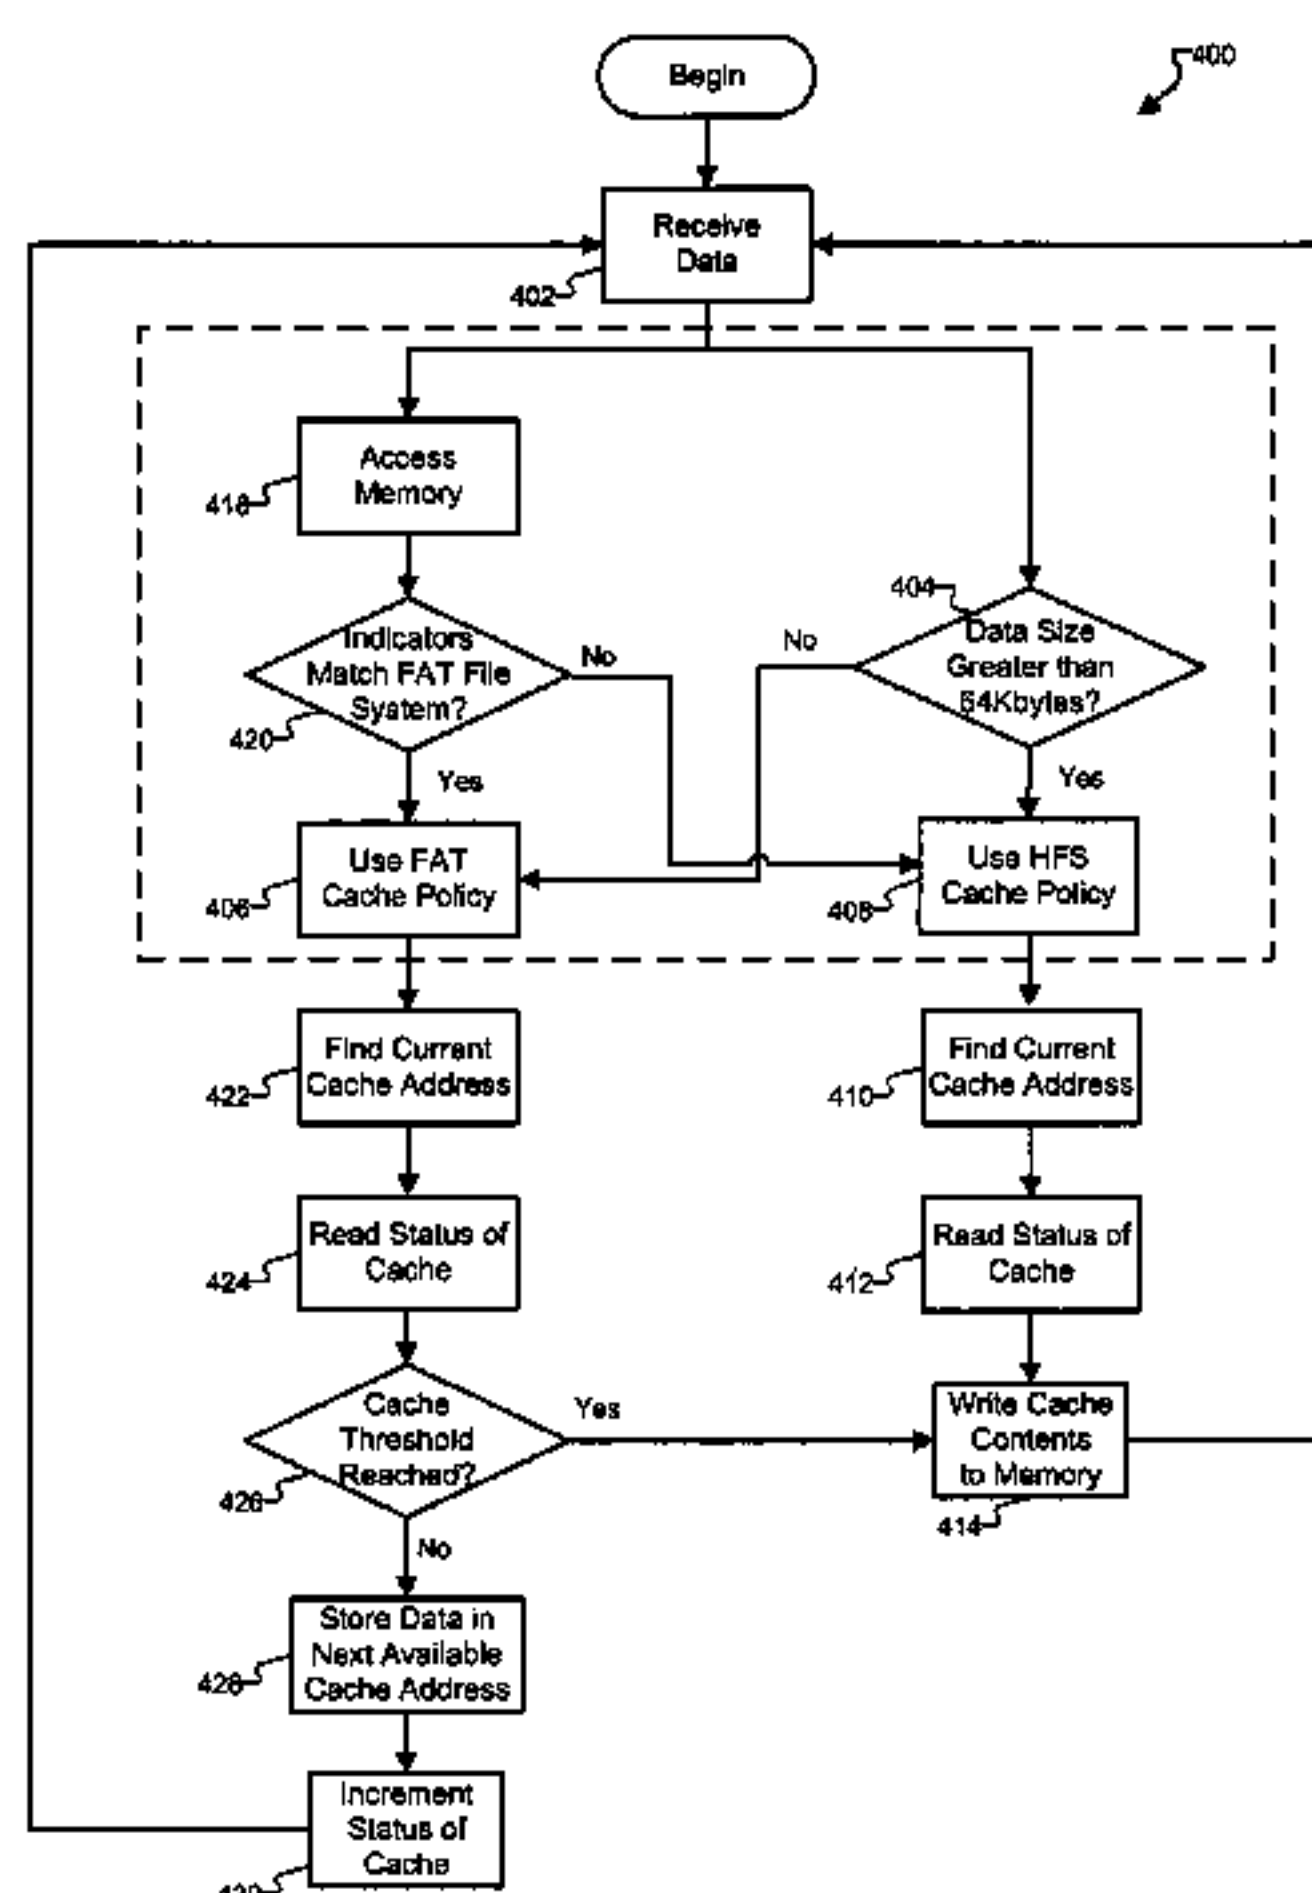 Begin
400
Receive
Data
402
Access
Memory
418
404
Data Size
Greater than
64Kbytes?
Indicators
Match FAT File
System?
420
No
No
Yes
Yes
Use FAT
Cache Policy
406
Use HFS
Cache Policy
408
Find Current
Cache Address
422
Find Current
Cache Address
410
Read Status of
Cache
424
Read Status of
Cache
412
Cache
Threshold
Reached?
426
Yes
Write Cache
Contents
to Memory
414
No
Store Data in
Next Available
Cache Address
428
Increment
Status of
Cache